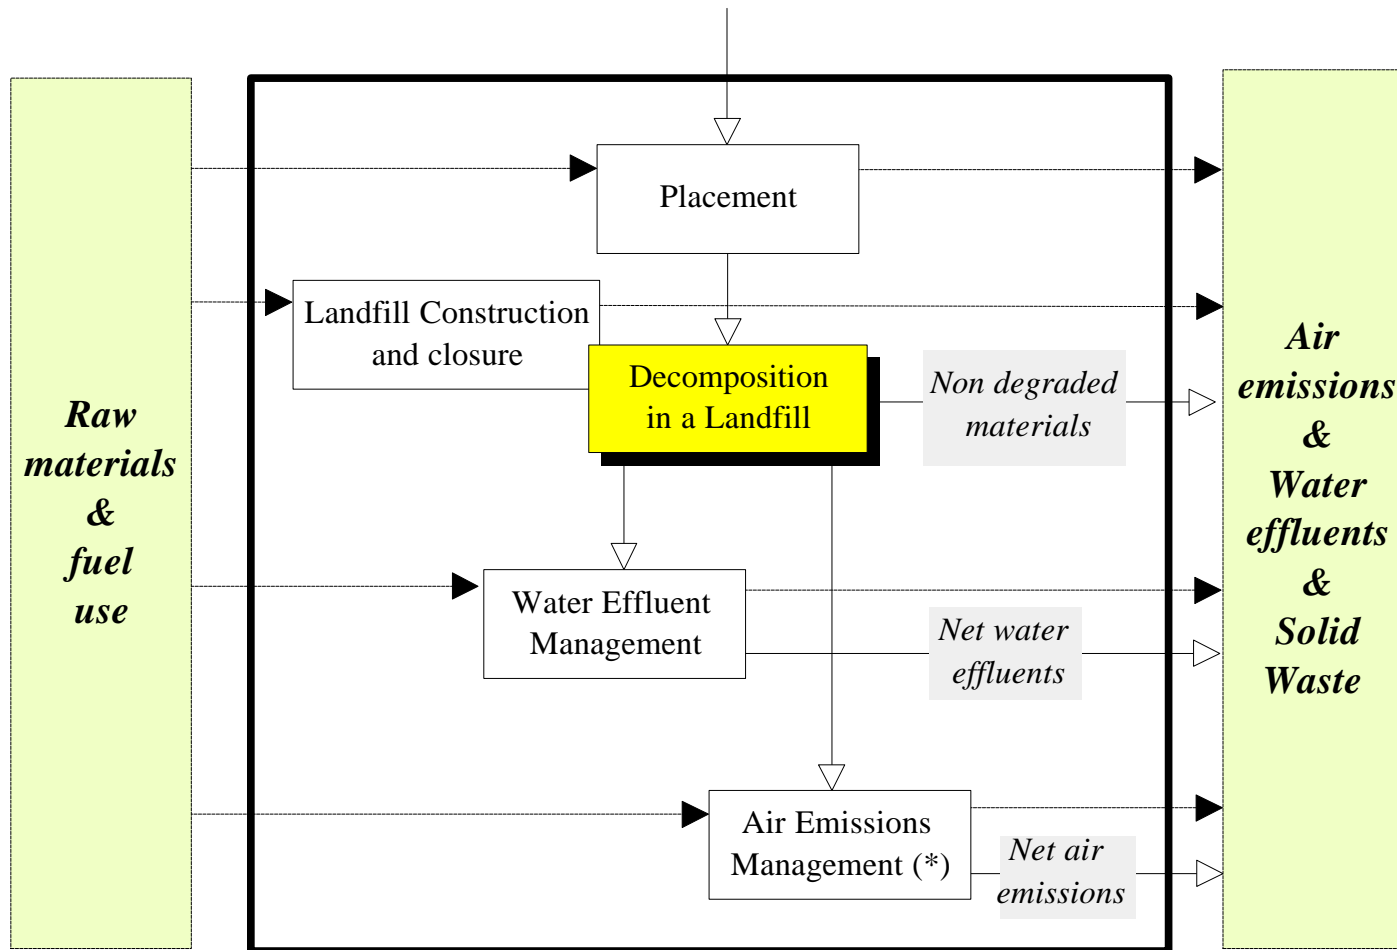 Placement
Landfill Construction
and closure
Decomposition
in a Landfill
Non degraded
materials
Raw
materials
&
fuel
use
Air
emissions
&
Water
effluents
&
Solid
Waste
Water Effluent
Management
Net water
effluents
Air Emissions
Management (*)
Net air
emissions